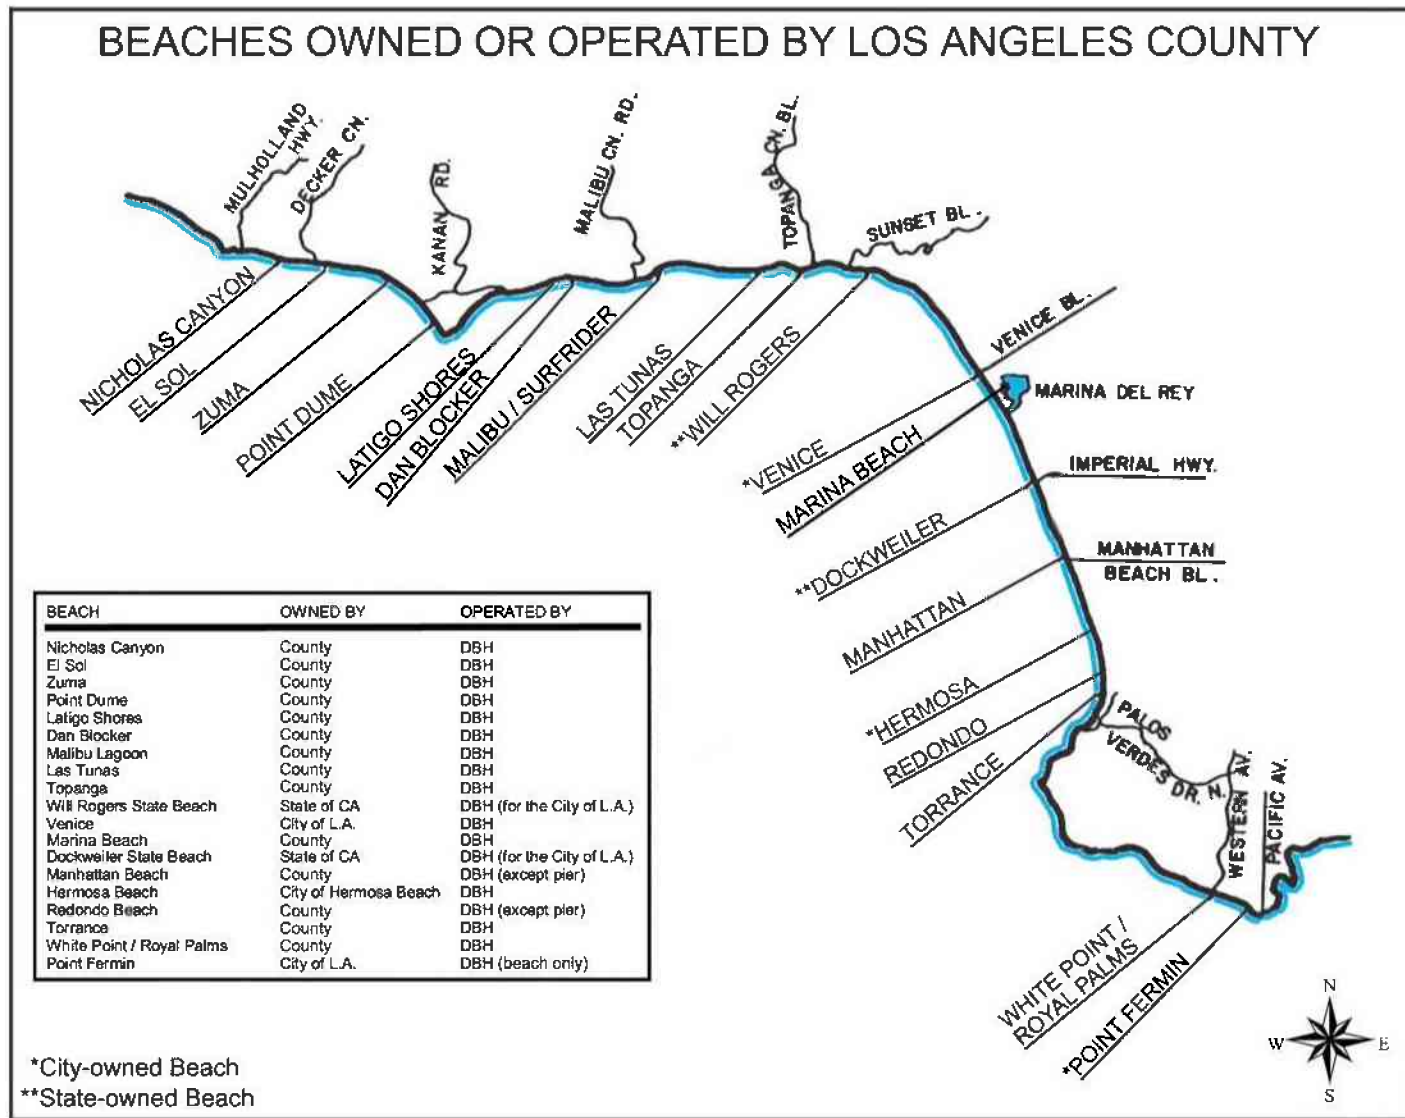 BEACHES OWNED OR OPERATED BY LOS ANGELES COUNTY
MULHOLLAND
HWY.
DECKER CN.
KANAN RD.
MALIBU CN. RD.
TOPANGA CN. BL.
SUNSET BL.
NICHOLAS CANYON
EL SOL
ZUMA
POINT DUME
LATIGO SHORES
DAN BLOCKER
MALIBU / SURFRIDER
LAS TUNAS
TOPANGA
**WILL ROGERS
VENICE BL.
MARINA DEL REY
*VENICE
MARINA BEACH
IMPERIAL HWY.
**DOCKWEILER
MANHATTAN
BEACH BL.
MANHATTAN
*HERMOSA
REDONDO
TORRANCE
PALOS
VERDES DR. N.
WESTERN AV.
PACIFIC AV.
WHITE POINT /
ROYAL PALMS
*POINT FERMIN
BEACH OWNED BY OPERATED BY
Nicholas Canyon County DBH
El Sol County DBH
Zuma County DBH
Point Dume County DBH
Latigo Shores County DBH
Dan Blocker County DBH
Malibu Lagoon County DBH
Las Tunas County DBH
Topanga County DBH
Will Rogers State Beach State of CA DBH (for the City of L.A.)
Venice City of L.A. DBH
Marina Beach County DBH
Dockweiler State Beach State of CA DBH (for the City of L.A.)
Manhattan Beach County DBH (except pier)
Hermosa Beach City of Hermosa Beach DBH
Redondo Beach County DBH (except pier)
Torrance County DBH
White Point / Royal Palms County DBH
Point Fermin City of L.A. DBH (beach only)
N
W E
S
*City-owned Beach
**State-owned Beach